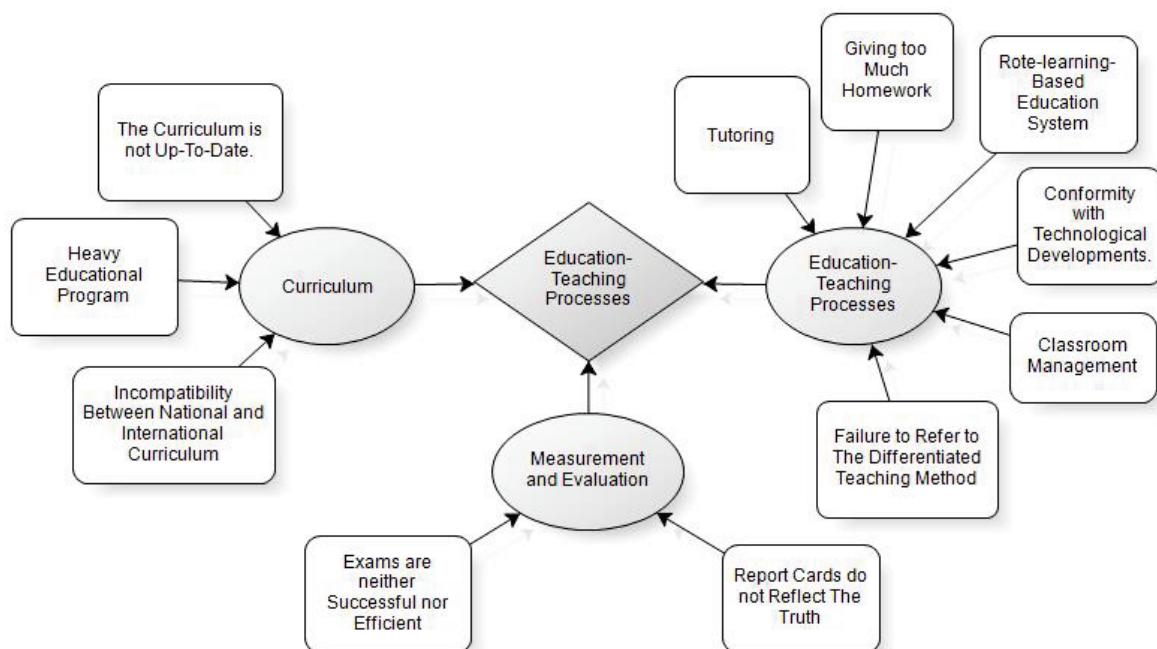 The Curriculum is
not Up-To-Date.
Heavy
Educational
Program
Incompatibility
Between National and
International
Curriculum
Curriculum
Education-
Teaching
Processes
Measurement
and Evaluation
Exams are
neither
Successful nor
Efficient
Report Cards do
not Reflect The
Truth
Tutoring
Giving too
Much
Homework
Rote-learning-
Based
Education
System
Conformity
with
Technological
Developments.
Education-
Teaching
Processes
Classroom
Management
Failure to Refer to
The Differentiated
Teaching Method